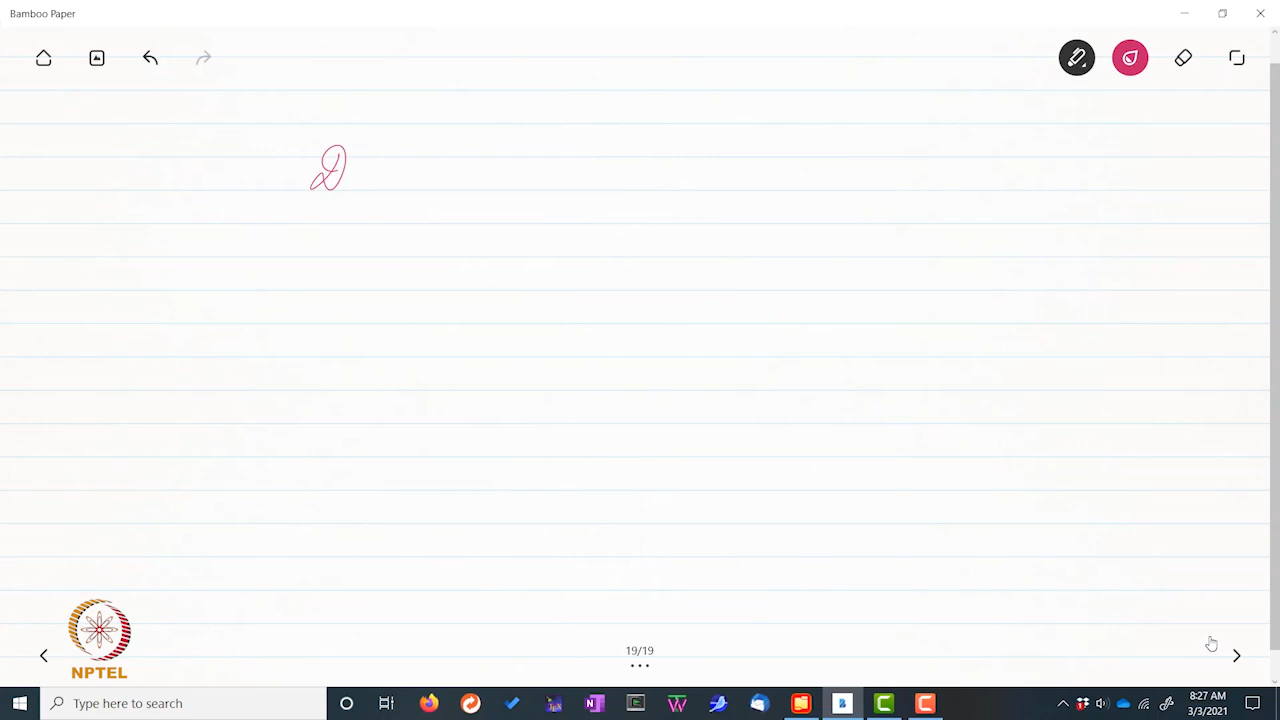 Bamboo Paper
19/19
NPTEL
Type here to search
8:27 AM
3/3/2021